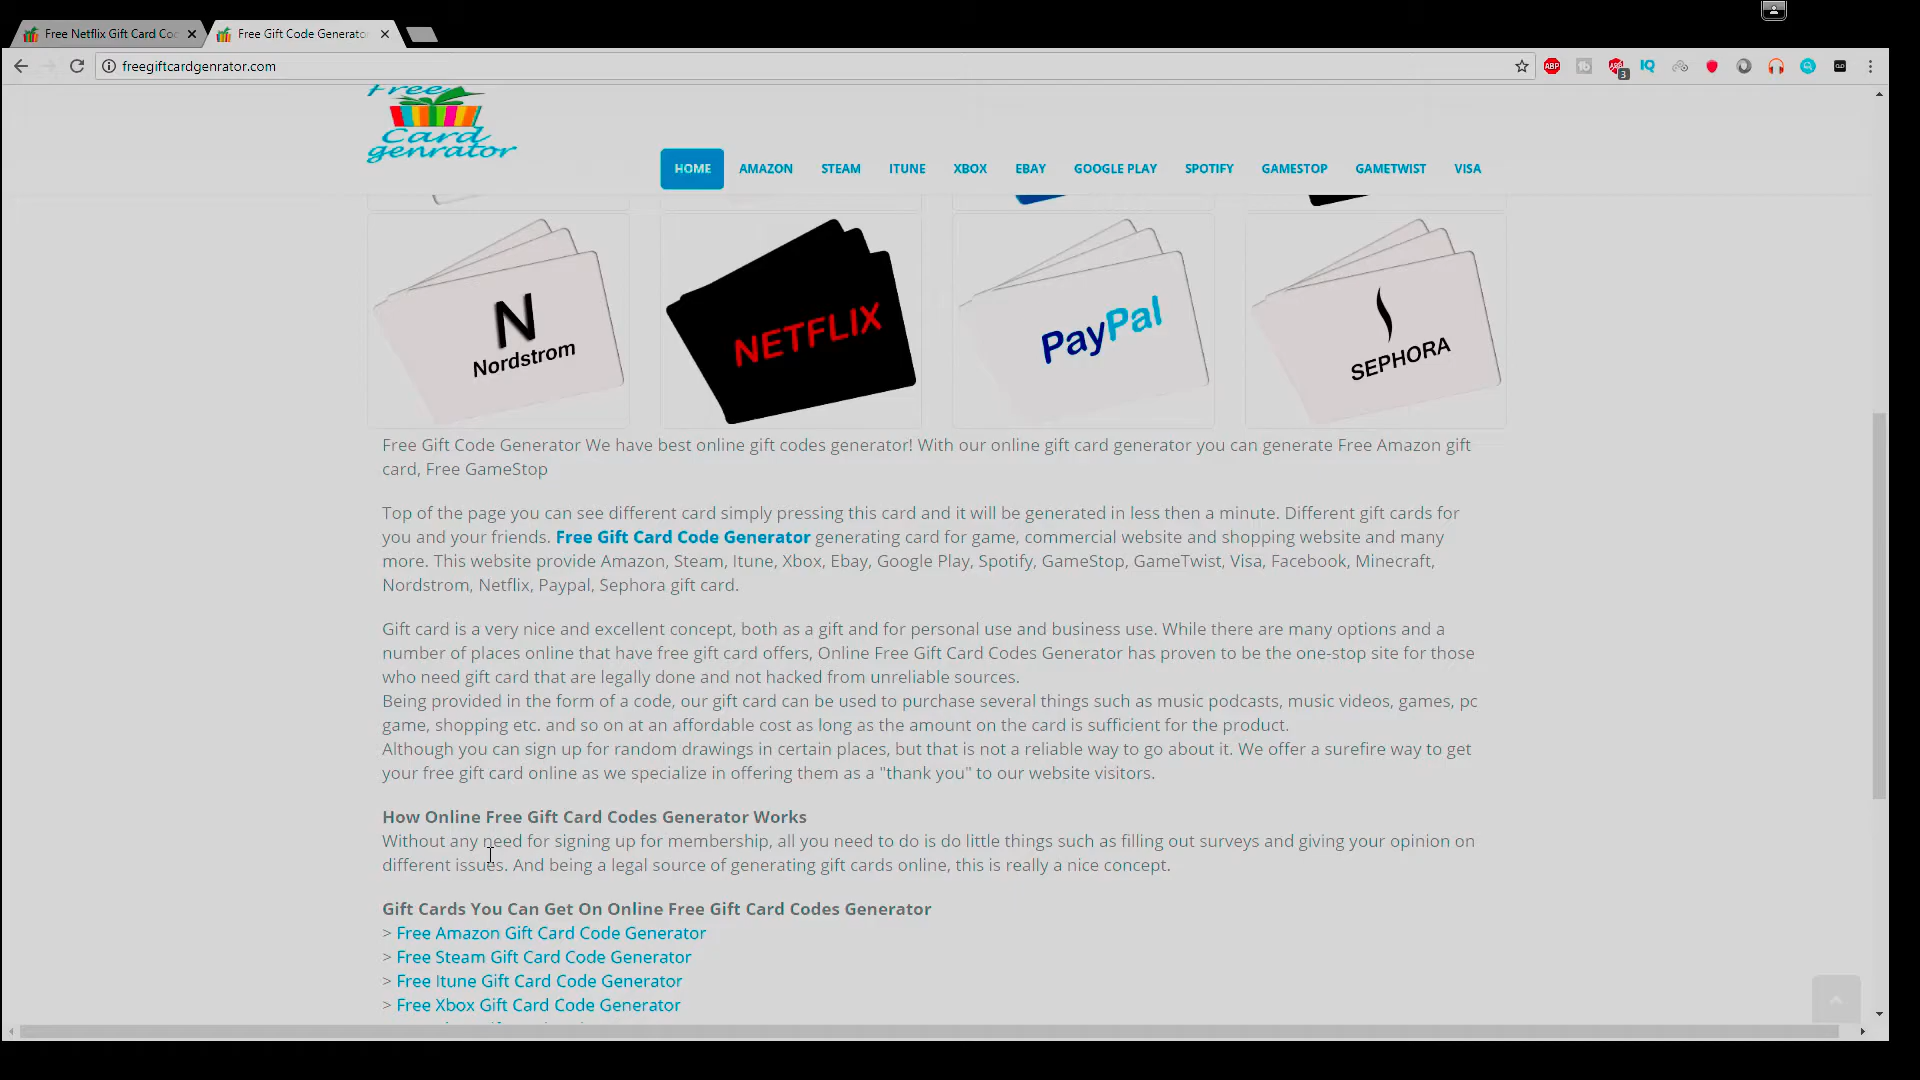 Free Netflix Gift Card Co
Free Gift Code Generato
freegiftcardgenrator.com
ABP
3
IQ
Free
Card
genrator
HOME AMAZON STEAM ITUNE XBOX EBAY GOOGLE PLAY SPOTIFY GAMESTOP GAMETWIST VISA
N
Nordstrom
NETFLIX
PayPal
SEPHORA
Free Gift Code Generator We have best online gift codes generator! With our online gift card generator you can generate Free Amazon gift
card, Free GameStop
Top of the page you can see different card simply pressing this card and it will be generated in less then a minute. Different gift cards for
you and your friends. Free Gift Card Code Generator generating card for game, commercial website and shopping website and many
more. This website provide Amazon, Steam, Itune, Xbox, Ebay, Google Play, Spotify, GameStop, GameTwist, Visa, Facebook, Minecraft,
Nordstrom, Netflix, Paypal, Sephora gift card.
Gift card is a very nice and excellent concept, both as a gift and for personal use and business use. While there are many options and a
number of places online that have free gift card offers, Online Free Gift Card Codes Generator has proven to be the one-stop site for those
who need gift card that are legally done and not hacked from unreliable sources.
Being provided in the form of a code, our gift card can be used to purchase several things such as music podcasts, music videos, games, pc
game, shopping etc. and so on at an affordable cost as long as the amount on the card is sufficient for the product.
Although you can sign up for random drawings in certain places, but that is not a reliable way to go about it. We offer a surefire way to get
your free gift card online as we specialize in offering them as a "thank you" to our website visitors.
How Online Free Gift Card Codes Generator Works
Without any need for signing up for membership, all you need to do is do little things such as filling out surveys and giving your opinion on
different issues. And being a legal source of generating gift cards online, this is really a nice concept.
Gift Cards You Can Get On Online Free Gift Card Codes Generator
> Free Amazon Gift Card Code Generator
> Free Steam Gift Card Code Generator
> Free Itune Gift Card Code Generator
> Free Xbox Gift Card Code Generator